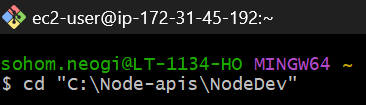 ec2-user@ip-172-31-45-192:~
sohom.neogi@LT-1134-HO MINGW64 ~
$ cd "C:\Node-apis\NodeDev"